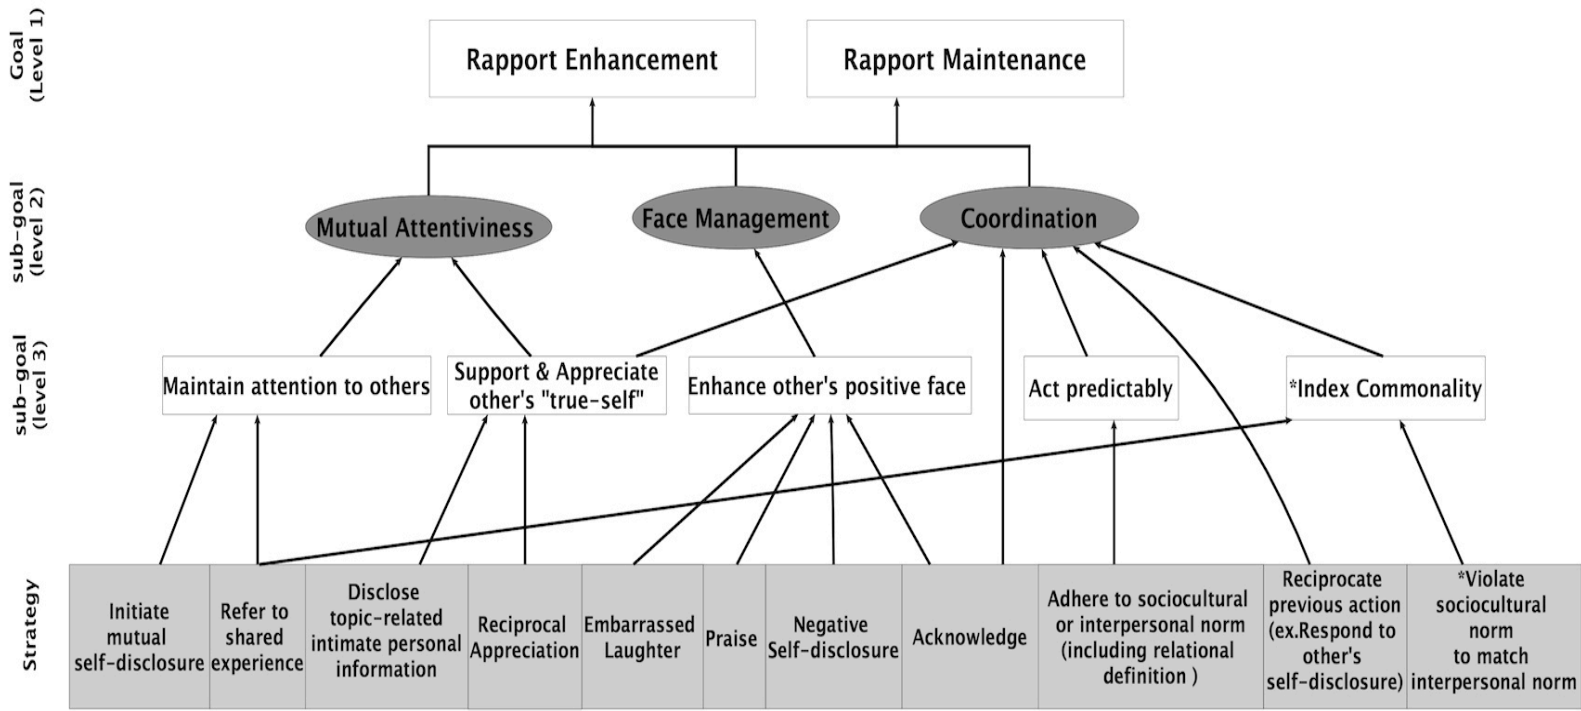 Goal
(Level 1)
Rapport Enhancement
Rapport Maintenance
sub-goal
(level 2)
Mutual Attentiviness
Face Management
Coordination
sub-goal
(level 3)
Maintain attention to others
Support & Appreciate
other's "true-self"
Enhance other's positive face
Act predictably
*Index Commonality
Strategy
Initiate
mutual
self-disclosure
Refer to
shared
experience
Disclose
topic-related
intimate personal
information
Reciprocal
Appreciation
Embarrassed
Laughter
Praise
Negative
Self-disclosure
Acknowledge
Adhere to sociocultural
or interpersonal norm
(including relational
definition )
Reciprocate
previous action
(ex.Respond to
other's
self-disclosure)
*Violate
sociocultural
norm
to match
interpersonal norm